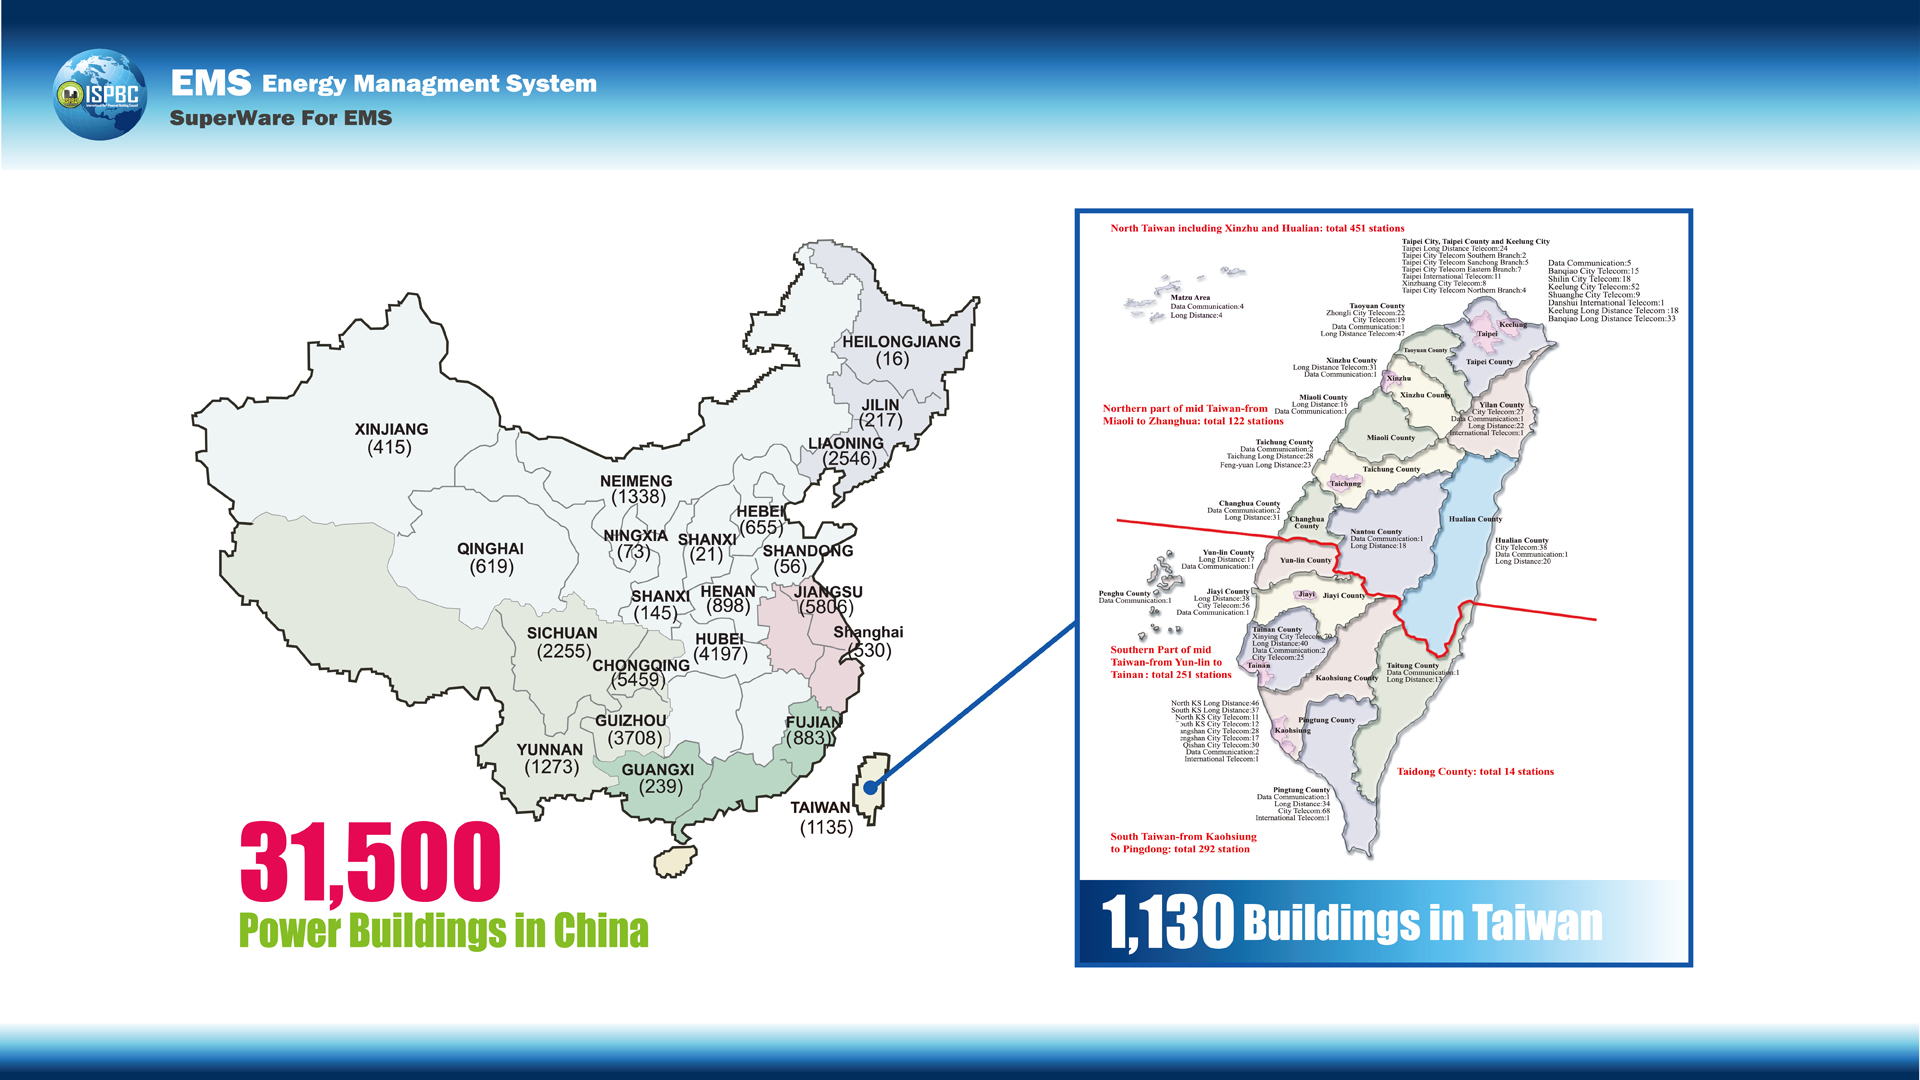 ISPBC
EMS Energy Managment System
SuperWare For EMS
HEILONGJIANG
(16)
JILIN
(217)
LIAONING
(2546)
XINJIANG
(415)
NEIMENG
(1338)
HEBEI
(655)
NINGXIA
(73)
SHANXI
(21)
SHANDONG
(56)
QINGHAI
(619)
SHANXI
(145)
HENAN
(898)
JIANGSU
(5806)
SICHUAN
(2255)
HUBEI
(4197)
Shanghai
(530)
CHONGQING
(5459)
GUIZHOU
(3708)
FUJIAN
(883)
YUNNAN
(1273)
GUANGXI
(239)
TAIWAN
(1135)
31,500
Power Buildings in China
North Taiwan including Xinzhu and Hualian: total 451 stations
Taipei City, Taipei County and Keelung City
Taipei Long Distance Telecom:24
Taipei City Telecom Southern Branch:2
Taipei City Telecom Sanchong Branch:5
Taipei City Telecom Eastern Branch:7
Taipei International Telecom:11
Xinzhuang City Telecom:8
Taipei City Telecom Northern Branch:4
Data Communication:5
Banqiao City Telecom:15
Shilin City Telecom:18
Keelung City Telecom:52
Shuanghe City Telecom:9
Danshui International Telecom:1
Keelung Long Distance Telecom :18
Banqiao Long Distance Telecom:33
Matzu Area
Data Communication:4
Long Distance:4
Taoyuan County
Zhongli City Telecom:22
City Telecom:19
Data Communication:1
Long Distance Telecom:47
Keelung
Taipei
Taoyuan County
Taipei County
Xinzhu County
Long Distance Telecom:31
Data Communication:1
Xinzhu
Xinzhu County
Miaoli County
Long Distance:16
Data Communication:1
Northern part of mid Taiwan-from
Miaoli to Zhanghua: total 122 stations
Yilan County
City Telecom:27
Data Communication:1
Long Distance:22
International Telecom:1
Miaoli County
Taichung County
Data Communication:2
Taichung Long Distance:28
Feng-yuan Long Distance:23
Taichung County
Taichung
Changhua County
Data Communication:2
Long Distance:31
Changhua
County
Nantou County
Data Communication:1
Long Distance:18
Hualian County
Hualian County
City Telecom:38
Data Communication:1
Long Distance:20
Yun-lin County
Long Distance:17
Data Communication:1
Yun-lin County
Penghu County
Data Communication:1
Jiayi County
Long Distance:38
City Telecom:56
Data Communication:1
Jiayi
Jiayi County
Tainan County
Xinying City Telecom:
Long Distance:40
Data Communication:2
City Telecom:25
Tainan
Southern Part of mid
Taiwan-from Yun-lin to
Tainan : total 251 stations
Taitung County
Data Communication:1
Long Distance:13
Kaohsiung County
North KS Long Distance:46
South KS Long Distance:37
North KS City Telecom:11
South KS City Telecom:12
City Telecom:28
City Telecom:17
Qishan City Telecom:30
Data Communication:2
International Telecom:1
Pingtung County
Kaohsiung
Taidong County: total 14 stations
Pingtung County
Data Communication:1
Long Distance:34
City Telecom:68
International Telecom:1
South Taiwan-from Kaohsiung
to Pingdong: total 292 station
1,130 Buildings in Taiwan